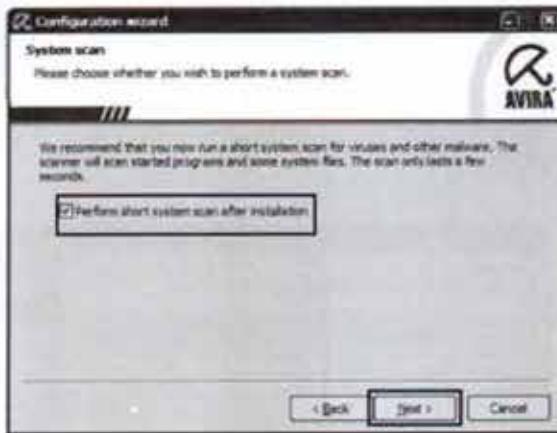 Configuration wizard
System scan
Please choose whether you wish to perform a system scan.
AVIRA
We recommend that you now run a short system scan for viruses and other malware. The
scanner will scan started programs and some system files. The scan only lasts a few
seconds.
Perform short system scan after installation
< Back
Next >
Cancel